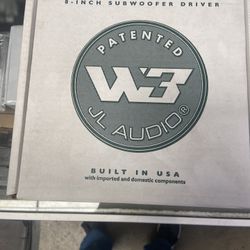 8-INCH SUBWOOFER DRIVER
PATENTED
W3
JL AUDIO®
BUILT IN USA
with imported and domestic components